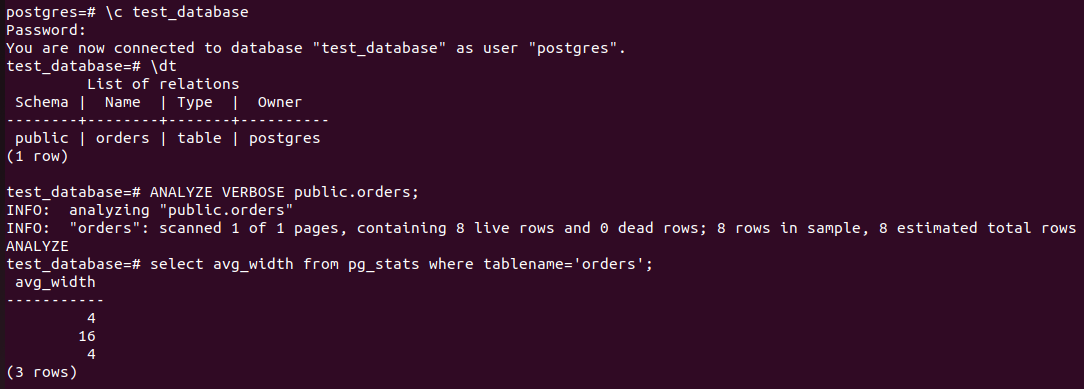 postgres=# \c test_database
Password:
You are now connected to database "test_database" as user "postgres".
test_database=# \dt
         List of relations
 Schema |  Name  | Type  |  Owner
--------+--------+-------+----------
 public | orders | table | postgres
(1 row)

test_database=# ANALYZE VERBOSE public.orders;
INFO:  analyzing "public.orders"
INFO:  "orders": scanned 1 of 1 pages, containing 8 live rows and 0 dead rows; 8 rows in sample, 8 estimated total rows
ANALYZE
test_database=# select avg_width from pg_stats where tablename='orders';
 avg_width
-----------
         4
        16
         4
(3 rows)